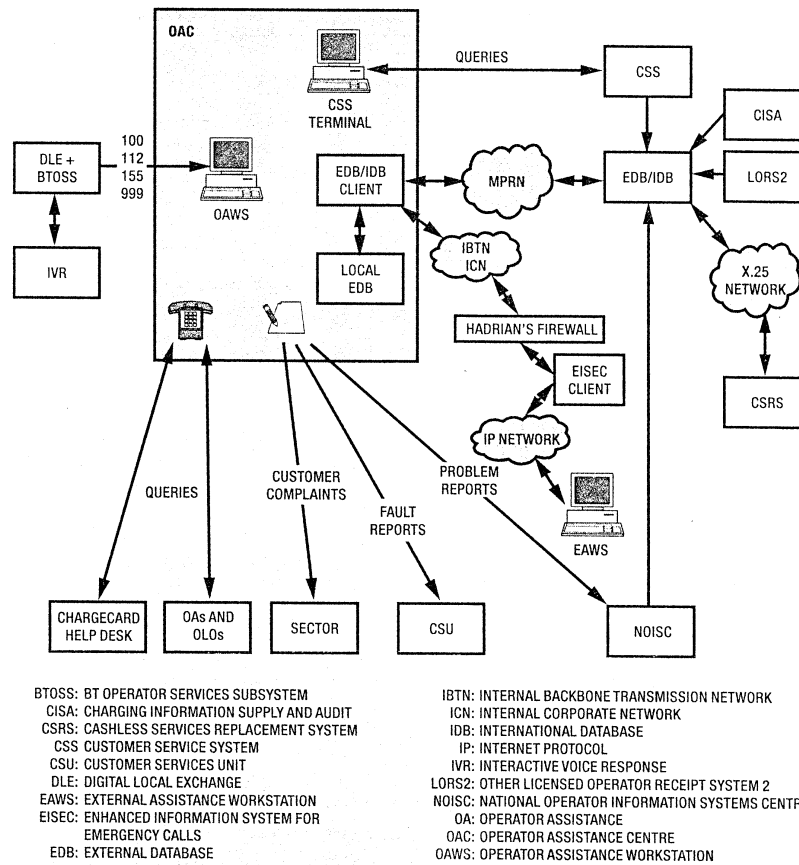 OAC
CSS
TERMINAL
QUERIES
CSS
CISA
DLE +
BTOSS
100
112
155
999
OAWS
EDB/IDB
CLIENT
MPRN
EDB/IDB
LORS2
IVR
LOCAL
EDB
IBTN
ICN
X.25
NETWORK
HADRIAN'S FIREWALL
EISEC
CLIENT
CSRS
IP NETWORK
QUERIES
CUSTOMER
COMPLAINTS
FAULT
REPORTS
PROBLEM
REPORTS
EAWS
CHARGECARD
HELP DESK
OAs AND
OLOs
SECTOR
CSU
NOISC
BTOSS: BT OPERATOR SERVICES SUBSYSTEM
CISA: CHARGING INFORMATION SUPPLY AND AUDIT
CSRS: CASHLESS SERVICES REPLACEMENT SYSTEM
CSS CUSTOMER SERVICE SYSTEM
CSU: CUSTOMER SERVICES UNIT
DLE: DIGITAL LOCAL EXCHANGE
EAWS: EXTERNAL ASSISTANCE WORKSTATION
EISEC: ENHANCED INFORMATION SYSTEM FOR
EMERGENCY CALLS
EDB: EXTERNAL DATABASE
IBTN: INTERNAL BACKBONE TRANSMISSION NETWORK
ICN: INTERNAL CORPORATE NETWORK
IDB: INTERNATIONAL DATABASE
IP: INTERNET PROTOCOL
IVR: INTERACTIVE VOICE RESPONSE
LORS2: OTHER LICENSED OPERATOR RECEIPT SYSTEM 2
NOISC: NATIONAL OPERATOR INFORMATION SYSTEMS CENTR
OA: OPERATOR ASSISTANCE
OAC: OPERATOR ASSISTANCE CENTRE
OAWS: OPERATOR ASSISTANCE WORKSTATION